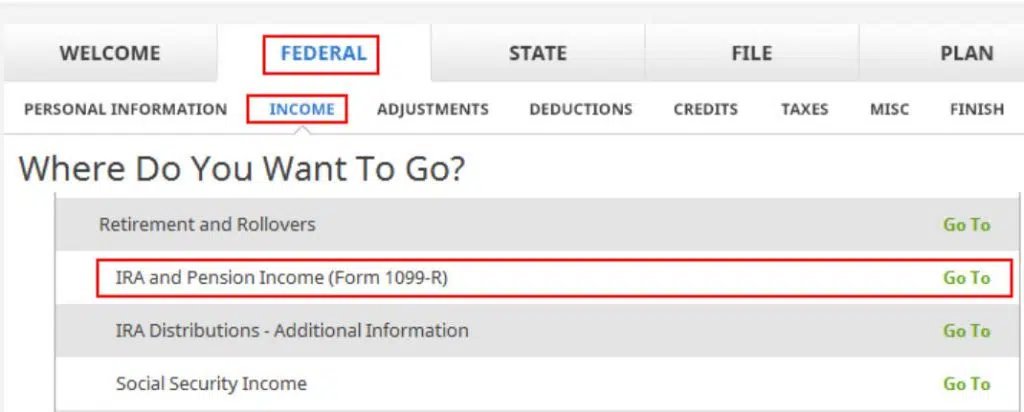 WELCOME FEDERAL STATE FILE PLAN
PERSONAL INFORMATION INCOME ADJUSTMENTS DEDUCTIONS CREDITS TAXES MISC FINISH
Where Do You Want To Go?
Retirement and Rollovers Go To
IRA and Pension Income (Form 1099-R) Go To
IRA Distributions - Additional Information Go To
Social Security Income Go To